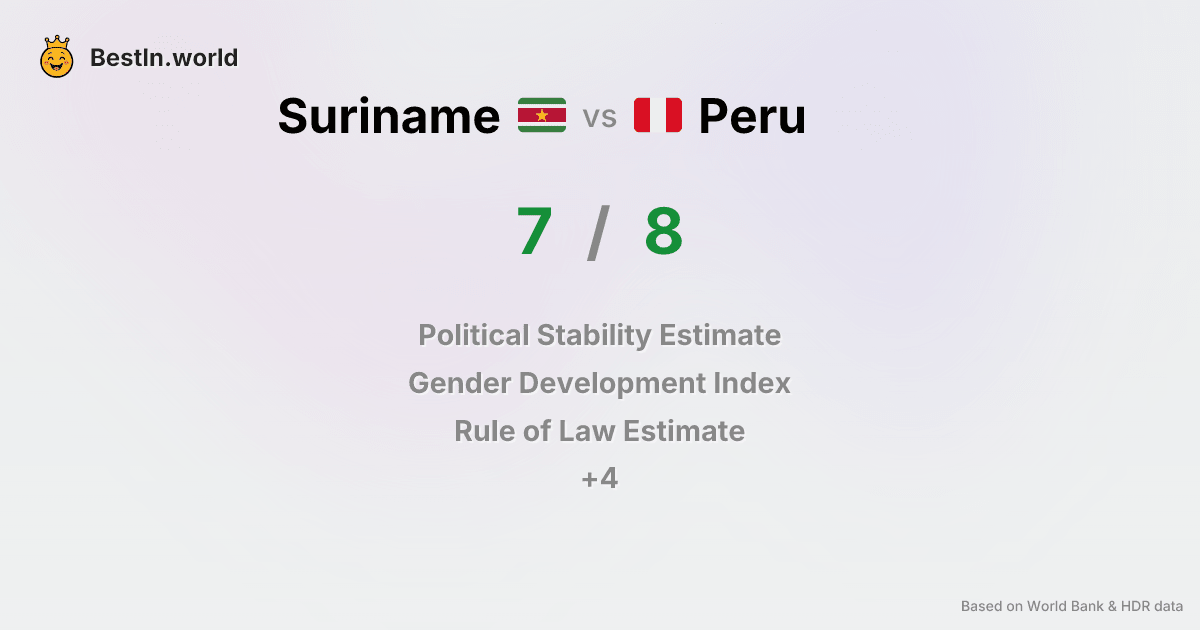 BestIn.world
Suriname vs Peru
7 / 8
Political Stability Estimate
Gender Development Index
Rule of Law Estimate
+4
Based on World Bank & HDR data